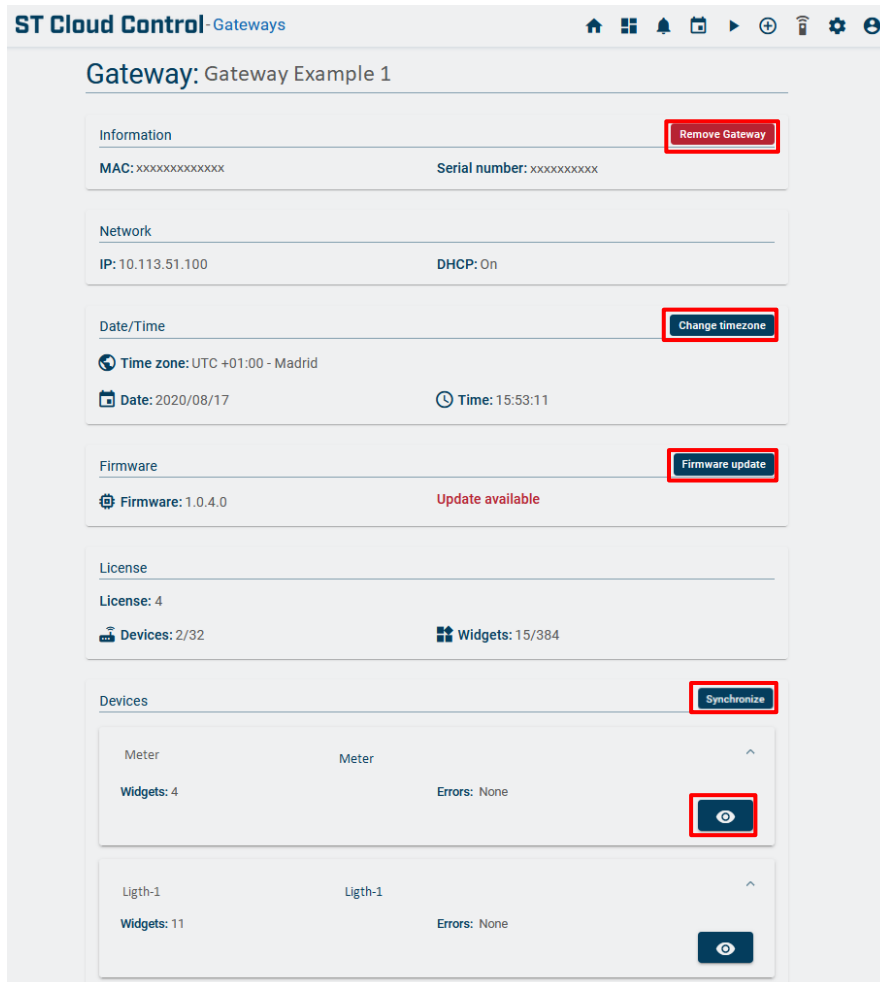 ST Cloud Control - Gateways
Gateway: Gateway Example 1
Information Remove Gateway
MAC: xxxxxxxxxxxxx Serial number: xxxxxxxxxx
Network
IP: 10.113.51.100 DHCP: On
Date/Time Change timezone
Time zone: UTC +01:00 - Madrid
Date: 2020/08/17 Time: 15:53:11
Firmware Firmware update
Firmware: 1.0.4.0 Update available
License
License: 4
Devices: 2/32 Widgets: 15/384
Devices Synchronize
Meter Meter
Widgets: 4 Errors: None
Ligth-1 Ligth-1
Widgets: 11 Errors: None